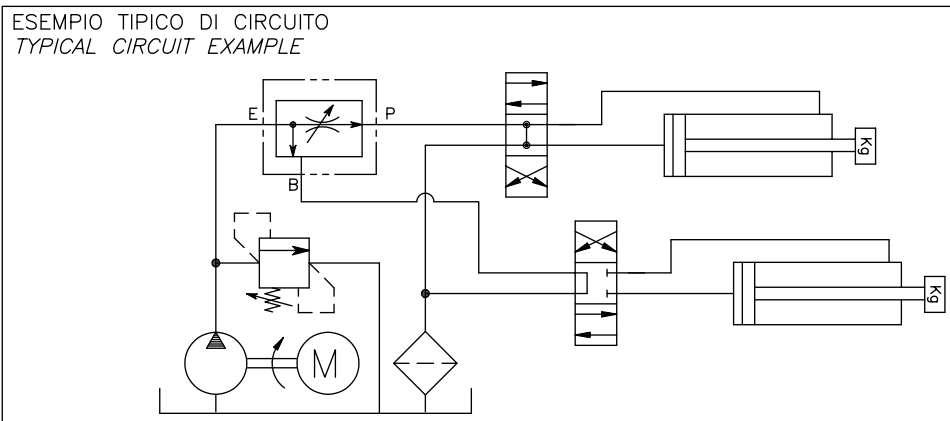 ESEMPIO TIPICO DI CIRCUITO
TYPICAL CIRCUIT EXAMPLE
E
P
B
Kg
Kg
M